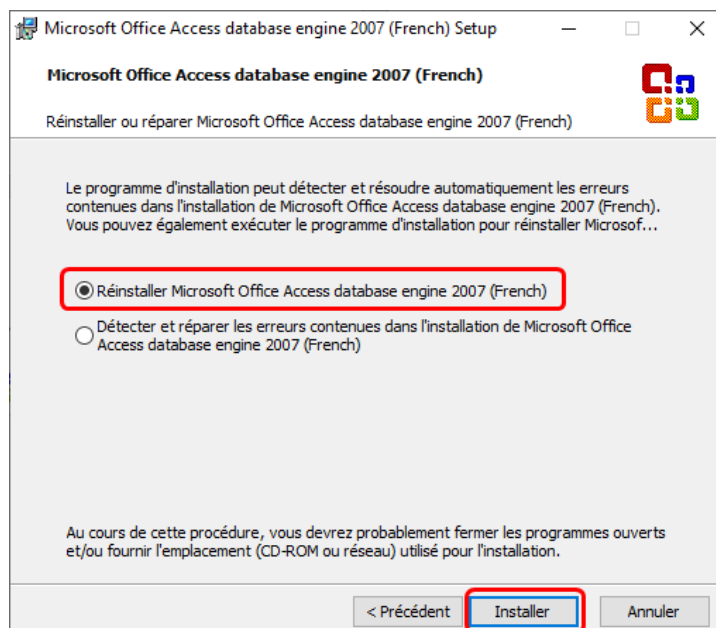 Microsoft Office Access database engine 2007 (French) Setup
Microsoft Office Access database engine 2007 (French)
Réinstaller ou réparer Microsoft Office Access database engine 2007 (French)
Le programme d'installation peut détecter et résoudre automatiquement les erreurs
contenues dans l'installation de Microsoft Office Access database engine 2007 (French).
Vous pouvez également exécuter le programme d'installation pour réinstaller Microsof...
Réinstaller Microsoft Office Access database engine 2007 (French)
Détecter et réparer les erreurs contenues dans l'installation de Microsoft Office
Access database engine 2007 (French)
Au cours de cette procédure, vous devrez probablement fermer les programmes ouverts
et/ou fournir l'emplacement (CD-ROM ou réseau) utilisé pour l'installation.
< Précédent Installer Annuler